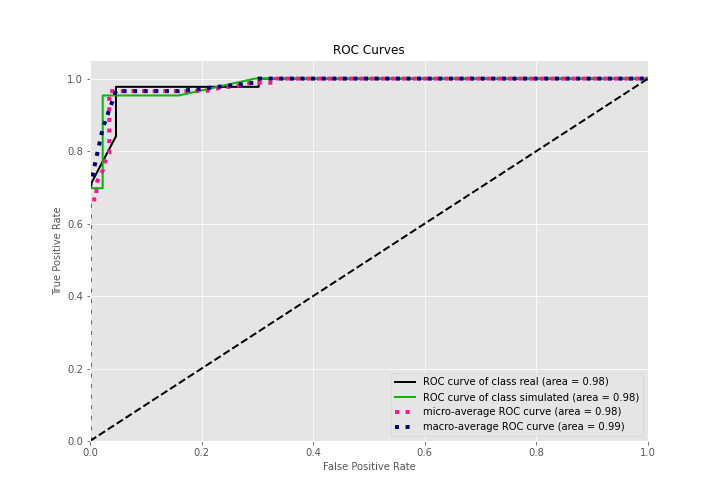 ROC Curves
1.0
0.8
0.6
0.4
0.2
0.0
True Positive Rate
ROC curve of class real (area = 0.98)
ROC curve of class simulated (area = 0.98)
micro-average ROC curve (area = 0.98)
macro-average ROC curve (area = 0.99)
0.0 0.2 0.4 0.6 0.8 1.0
False Positive Rate